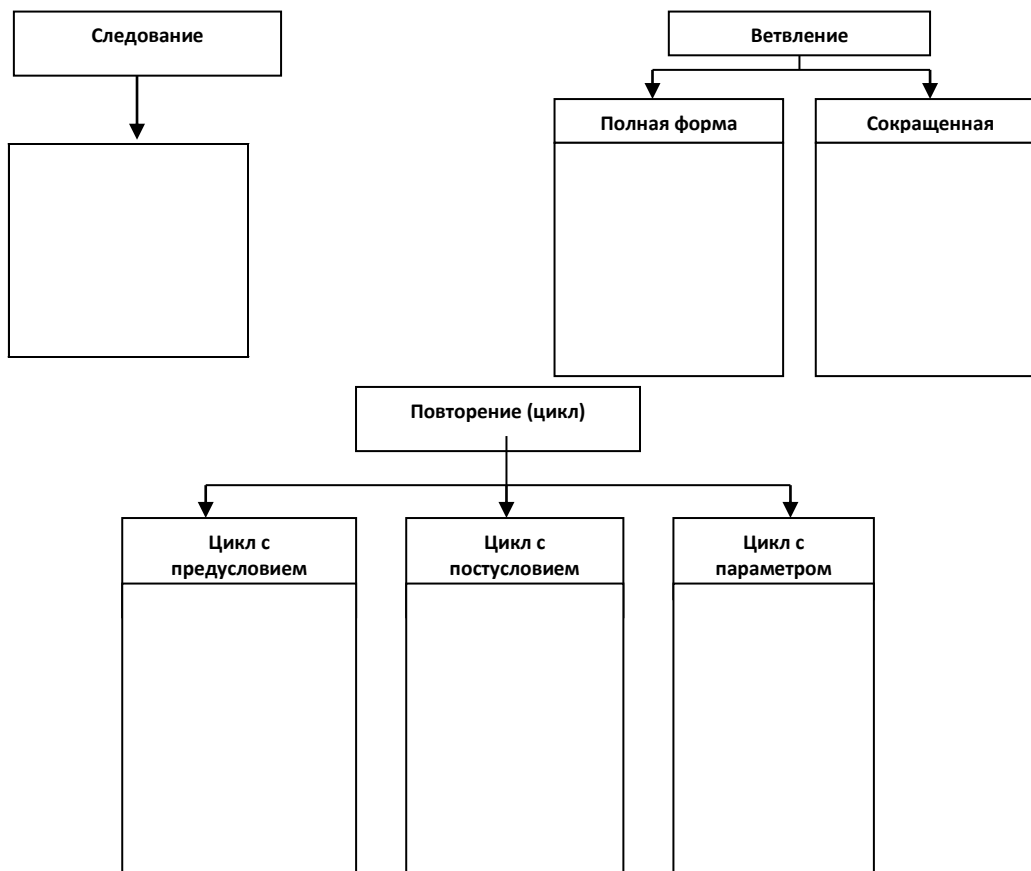 Следование
Ветвление
Полная форма
Сокращенная
Повторение (цикл)
Цикл с
предусловием
Цикл с
постусловием
Цикл с
параметром